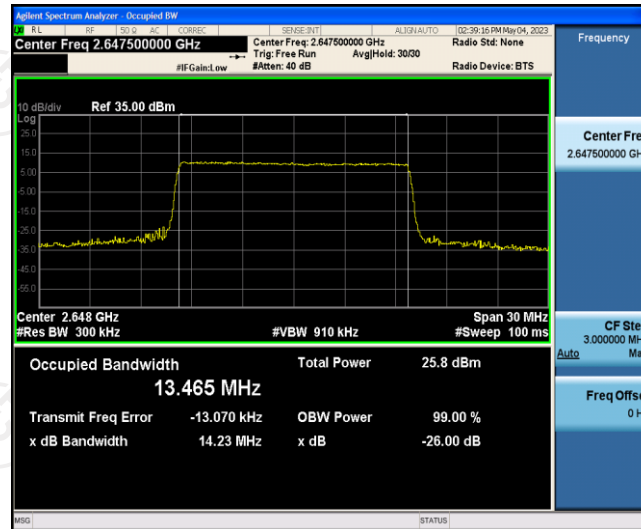 Agilent Spectrum Analyzer - Occupied BW
RL RF 50 Ω AC CORREC SENSE:INT ALIGNAUTO 02:39:16 PM May 04, 2023
Center Freq 2.647500000 GHz
Center Freq: 2.647500000 GHz
Radio Std: None
Trig: Free Run Avg|Hold: 30/30
#IFGain:Low
#Atten: 40 dB
Radio Device: BTS
Frequency
10 dB/div Ref 35.00 dBm
Log
25.0
15.0
5.00
-5.00
-15.0
-25.0
-35.0
-45.0
-55.0
Center 2.648 GHz
Span 30 MHz
#Res BW 300 kHz
#VBW 910 kHz
#Sweep 100 ms
Occupied Bandwidth
13.465 MHz
Total Power 25.8 dBm
Transmit Freq Error -13.070 kHz
OBW Power 99.00 %
x dB Bandwidth 14.23 MHz
x dB -26.00 dB
Center Fre
2.647500000 GH
CF Ste
3.000000 MH
Auto Ma
Freq Offse
0 H
MSG
STATUS